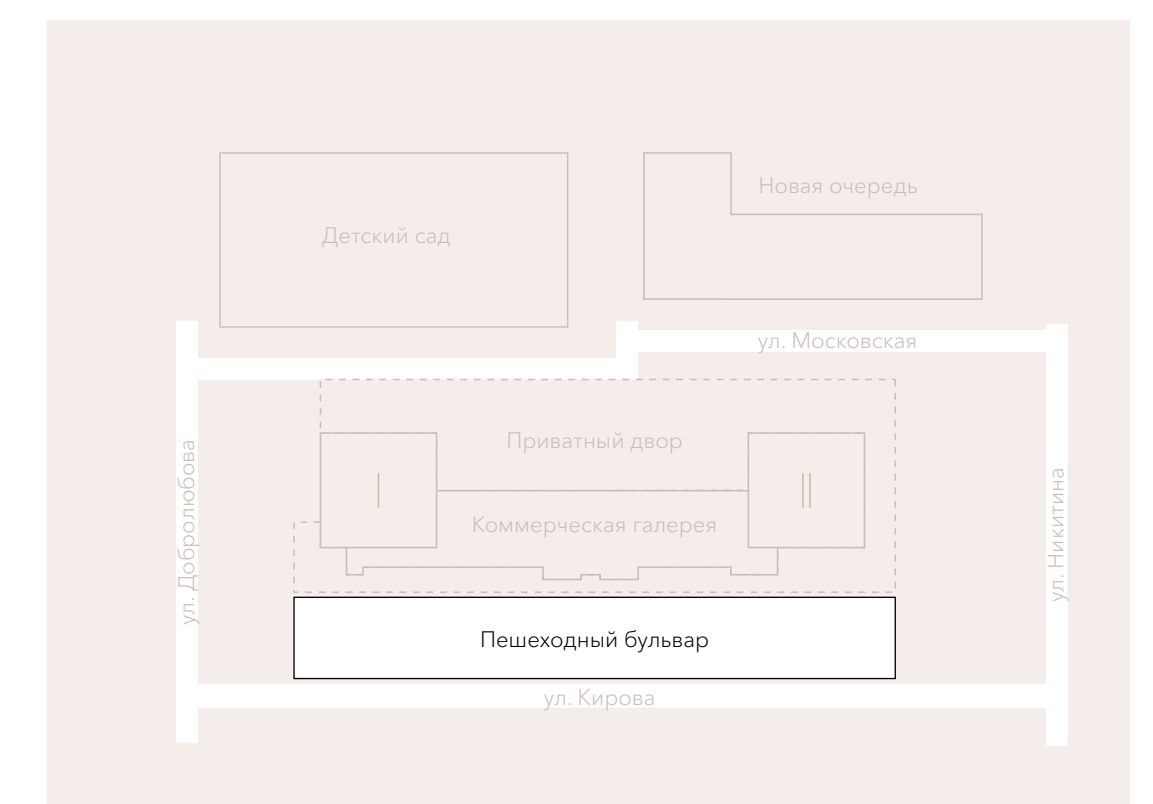 Новая очередь
Детский сад
ул. Московская
Приватный двор
I
II
Коммерческая галерея
ул. Добролюбова
ул. Никитина
Пешеходный бульвар
ул. Кирова